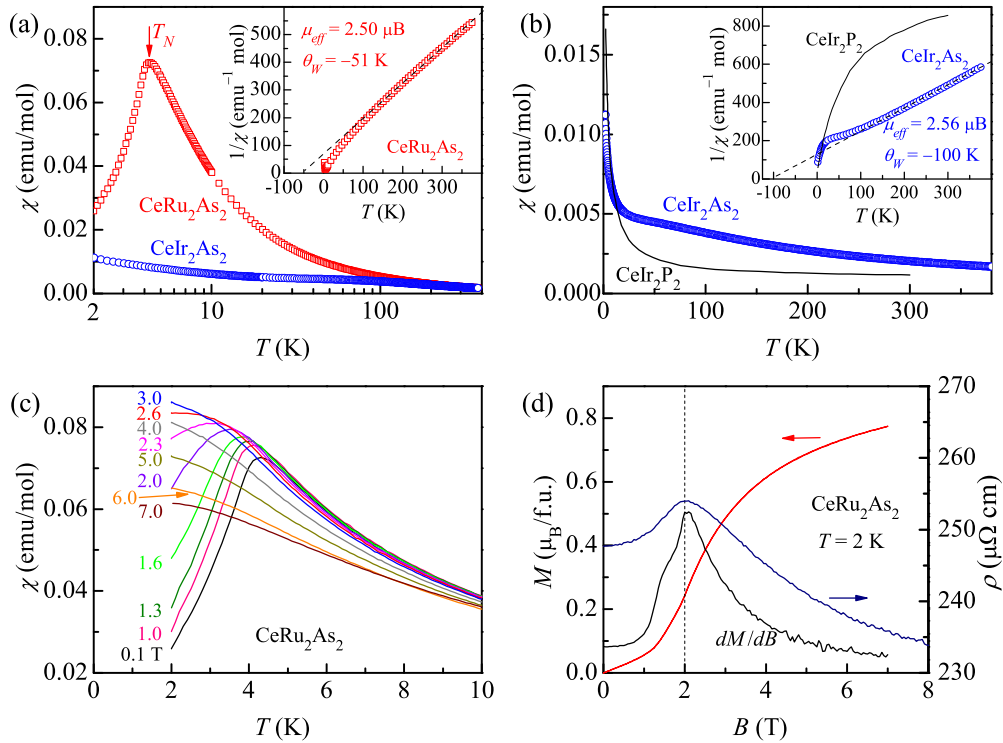 (a)
T_N
χ (emu/mol)
0.08
0.06
0.04
0.02
0.00
2
10
100
T (K)
CeRu₂As₂
CeIr₂As₂
1/χ (emu⁻¹ mol)
500
400
300
200
100
0
-100
0
100
200
300
T (K)
μ_eff = 2.50 μB
θ_W = −51 K
CeRu₂As₂
(b)
χ (emu/mol)
0.015
0.010
0.005
0.000
0
100
200
300
T (K)
CeIr₂As₂
CeIr₂P₂
1/χ (emu⁻¹ mol)
800
600
400
200
0
-100
0
100
200
300
T (K)
CeIr₂P₂
CeIr₂As₂
μ_eff = 2.56 μB
θ_W = −100 K
(c)
χ (emu/mol)
0.08
0.06
0.04
0.02
0
2
4
6
8
10
T (K)
3.0
2.6
4.0
2.3
5.0
2.0
6.0
7.0
1.6
1.3
1.0
0.1 T
CeRu₂As₂
(d)
M (μ_B/f.u.)
0.8
0.6
0.4
0.2
0.0
0
2
4
6
8
B (T)
270
260
250
240
230
ρ (μΩ cm)
CeRu₂As₂
T = 2 K
dM/dB